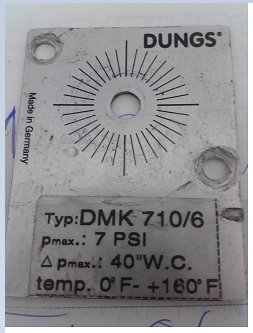 DUNGS®
Made in Germany
Typ:DMK 710/6
pmax.: 7 PSI
Δ pmax.: 40"W.C.
temp. 0°F- +160°F